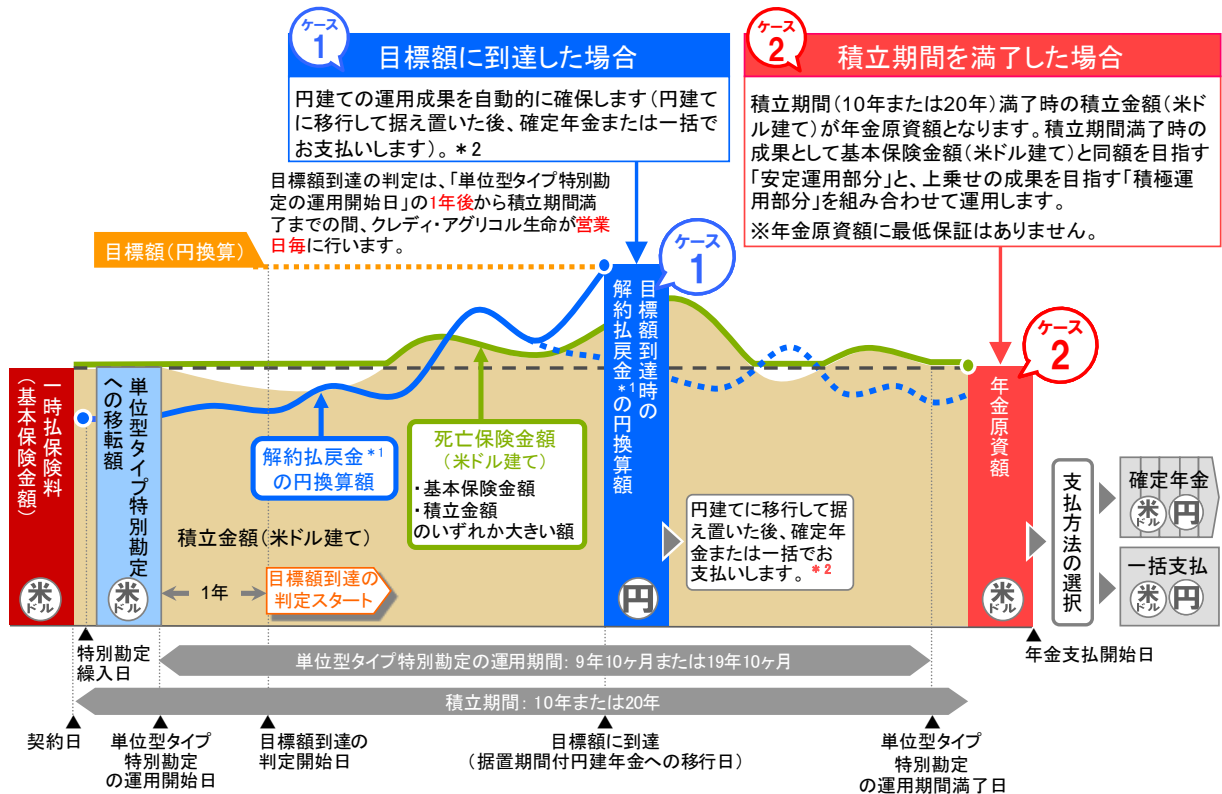 ケース
1
目標額に到達した場合
円建ての運用成果を自動的に確保します(円建て
に移行して据え置いた後、確定年金または一括で
お支払いします)。*2
ケース
2
積立期間を満了した場合
積立期間(10年または20年)満了時の積立金額(米ド
ル建て)が年金原資額となります。積立期間満了時の
成果として基本保険金額(米ドル建て)と同額を目指す
「安定運用部分」と、上乗せの成果を目指す「積極運
用部分」を組み合わせて運用します。
※年金原資額に最低保証はありません。
目標額到達の判定は、「単位型タイプ特別勘
定の運用開始日」の1年後から積立期間満
了までの間、クレディ・アグリコル生命が営業
日毎に行います。
目標額(円換算)
ケース
1
ケース
2
一時払保険料
(基本保険金額)
米
ドル
単位型タイプ特別勘定
への移転額
米
ドル
解約払戻金*1
の円換算額
死亡保険金額
(米ドル建て)
・基本保険金額
・積立金額
のいずれか大きい額
積立金額(米ドル建て)
1年
目標額到達の
判定スタート
目標額到達時の
解約払戻金*1の円換算額
円
円建てに移行して据
え置いた後、確定年
金または一括でお
支払いします。*2
年金原資額
米
ドル
支払方法の選択
確定年金
米
ドル
円
一括支払
米
ドル
円
特別勘定
繰入日
年金支払開始日
単位型タイプ特別勘定の運用期間:9年10ヶ月または19年10ヶ月
積立期間:10年または20年
契約日
単位型タイプ
特別勘定
の運用開始日
目標額到達の
判定開始日
目標額に到達
(据置期間付円建年金への移行日)
単位型タイプ
特別勘定
の運用期間満了日